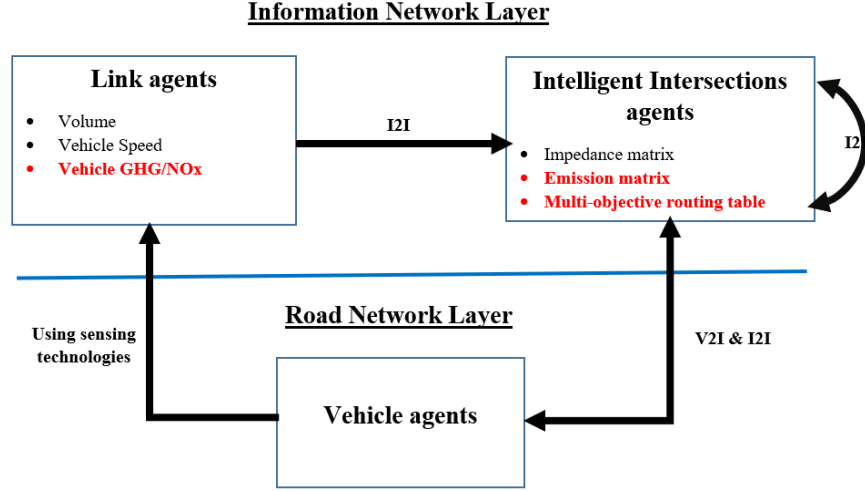 Information Network Layer
Link agents
• Volume
• Vehicle Speed
• Vehicle GHG/NOx
I2I
Intelligent Intersections
agents
• Impedance matrix
• Emission matrix
• Multi-objective routing table
I2
Road Network Layer
Using sensing
technologies
V2I & I2I
Vehicle agents